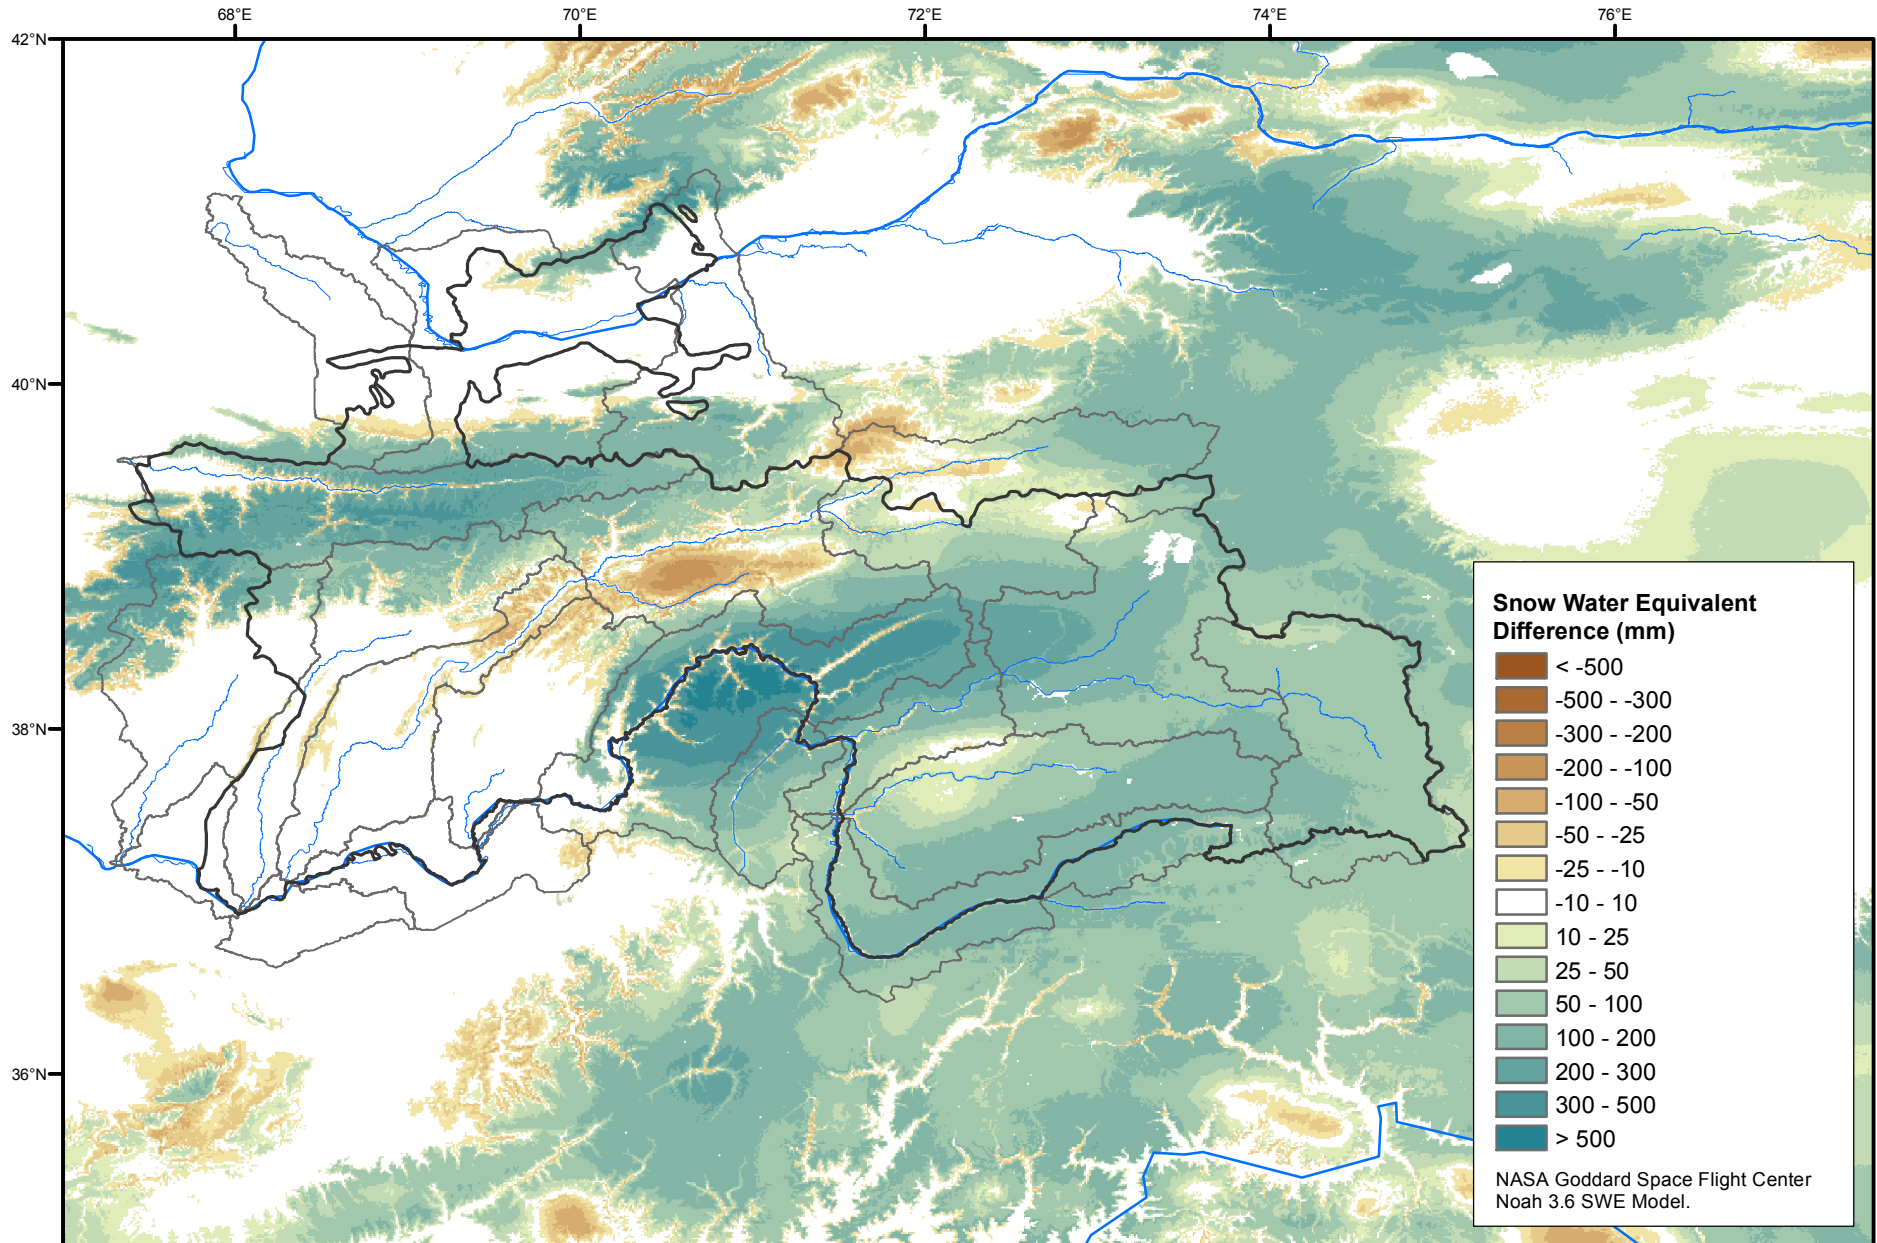 68°E 70°E 72°E 74°E 76°E
42°N
40°N
38°N
36°N
Snow Water Equivalent
Difference (mm)
< -500
-500 - -300
-300 - -200
-200 - -100
-100 - -50
-50 - -25
-25 - -10
-10 - 10
10 - 25
25 - 50
50 - 100
100 - 200
200 - 300
300 - 500
> 500
NASA Goddard Space Flight Center
Noah 3.6 SWE Model.